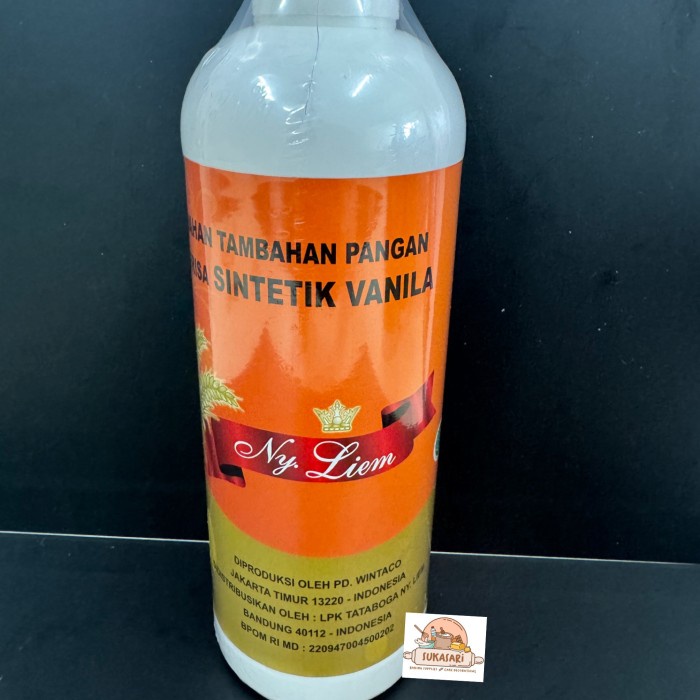 TAMBAHAN PANGAN
SINTETIK VANILA
Ny. Liem
DIPRODUKSI OLEH PD. WINTACO
JAKARTA TIMUR 13220 - INDONESIA
OLEH : LPK TATABOGA NY.
BANDUNG 40112 - INDONESIA
BPOM RI MD : 220947004500202
SUKASARI